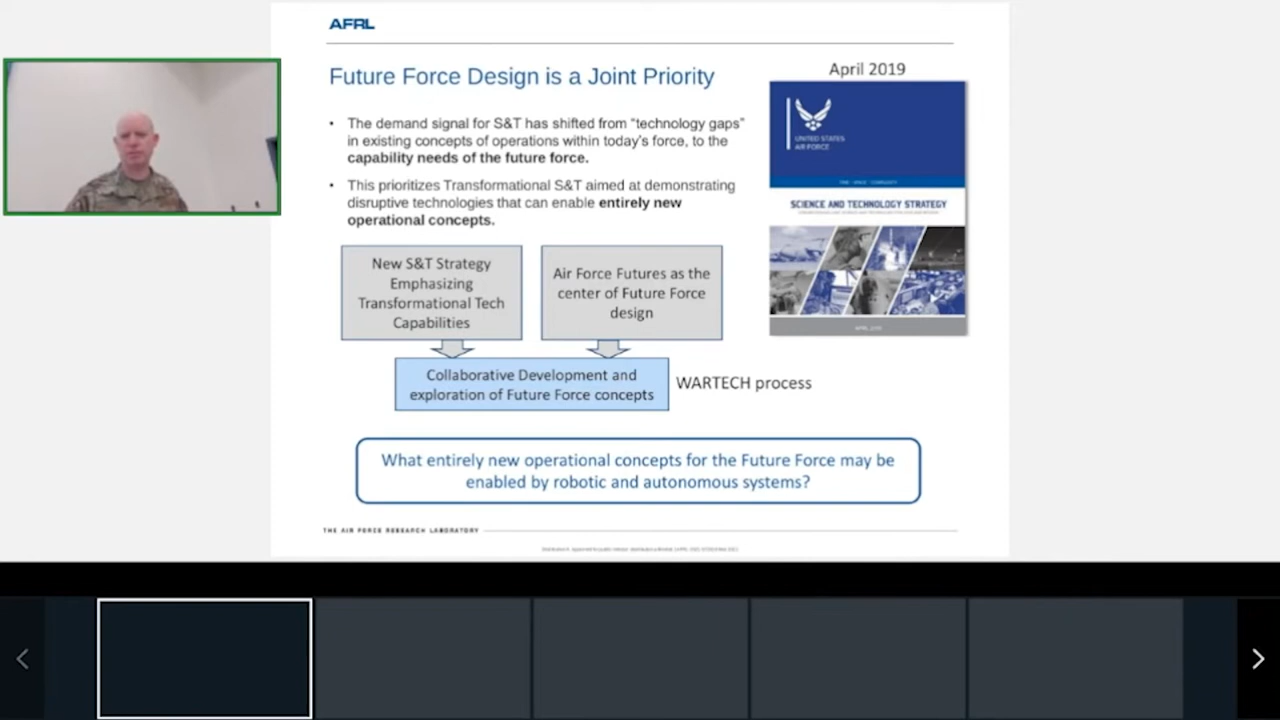 AFRL
Future Force Design is a Joint Priority
• The demand signal for S&T has shifted from “technology gaps”
in existing concepts of operations within today’s force, to the
capability needs of the future force.
• This prioritizes Transformational S&T aimed at demonstrating
disruptive technologies that can enable entirely new
operational concepts.
New S&T Strategy
Emphasizing
Transformational Tech
Capabilities
Air Force Futures as the
center of Future Force
design
Collaborative Development and
exploration of Future Force concepts
WARTECH process
April 2019
UNITED STATES
AIR FORCE
SCIENCE AND TECHNOLOGY STRATEGY
APRIL 2019
What entirely new operational concepts for the Future Force may be
enabled by robotic and autonomous systems?
THE AIR FORCE RESEARCH LABORATORY